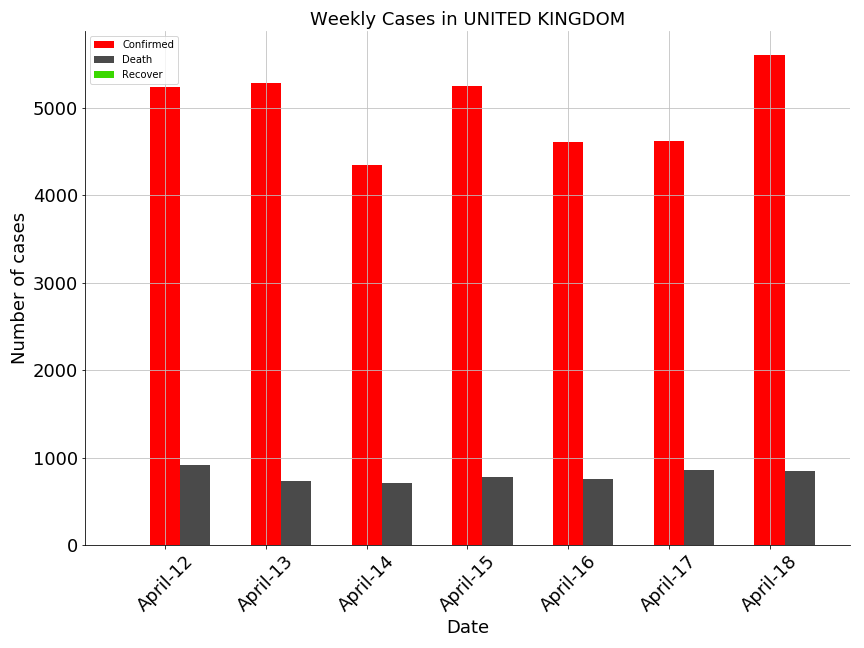 Weekly Cases in UNITED KINGDOM
Confirmed
Death
Recover
Number of cases
5000
4000
3000
2000
1000
0
April-12
April-13
April-14
April-15
April-16
April-17
April-18
Date